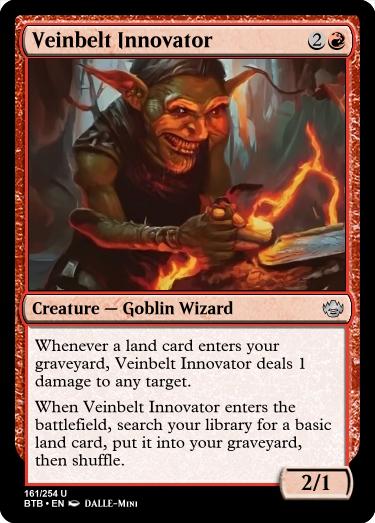 Veinbelt Innovator 2
Creature — Goblin Wizard
Whenever a land card enters your
graveyard, Veinbelt Innovator deals 1
damage to any target.
When Veinbelt Innovator enters the
battlefield, search your library for a basic
land card, put it into your graveyard,
then shuffle.
2/1
161/254 U
BTB • EN DALLE-Mini